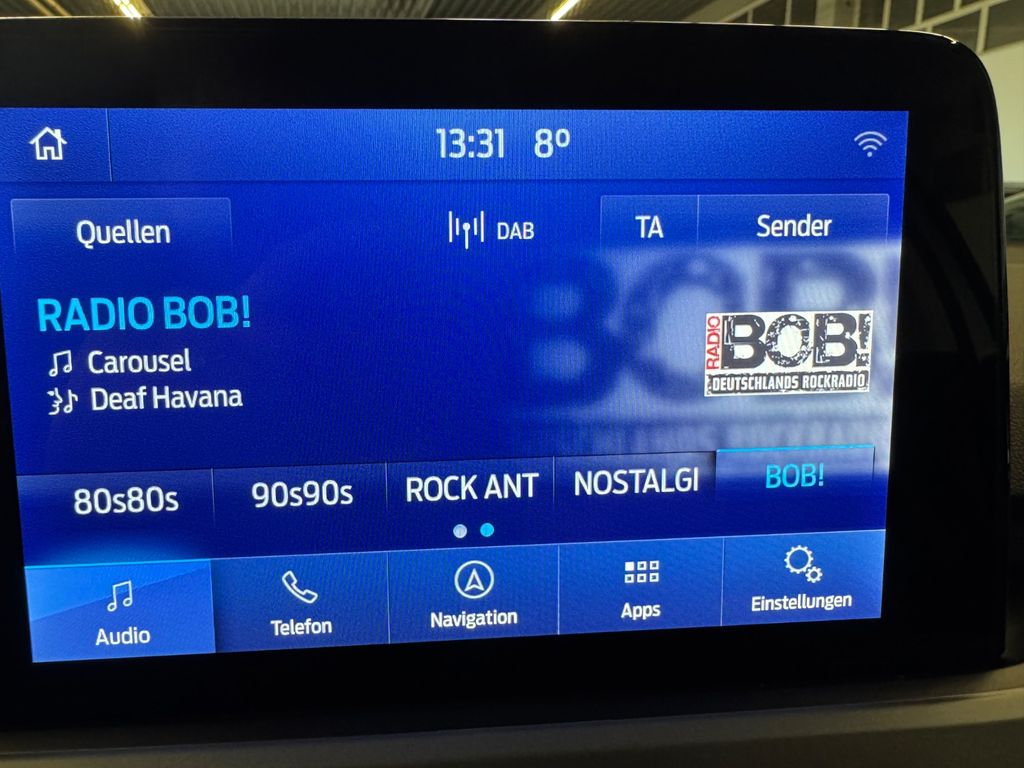 13:31 8°
Quellen
DAB
TA
Sender
RADIO BOB!
Carousel
Deaf Havana
RADIO
BOB!
DEUTSCHLANDS ROCKRADIO
80s80s
90s90s
ROCK ANT
NOSTALGI
BOB!
Audio
Telefon
Navigation
Apps
Einstellungen